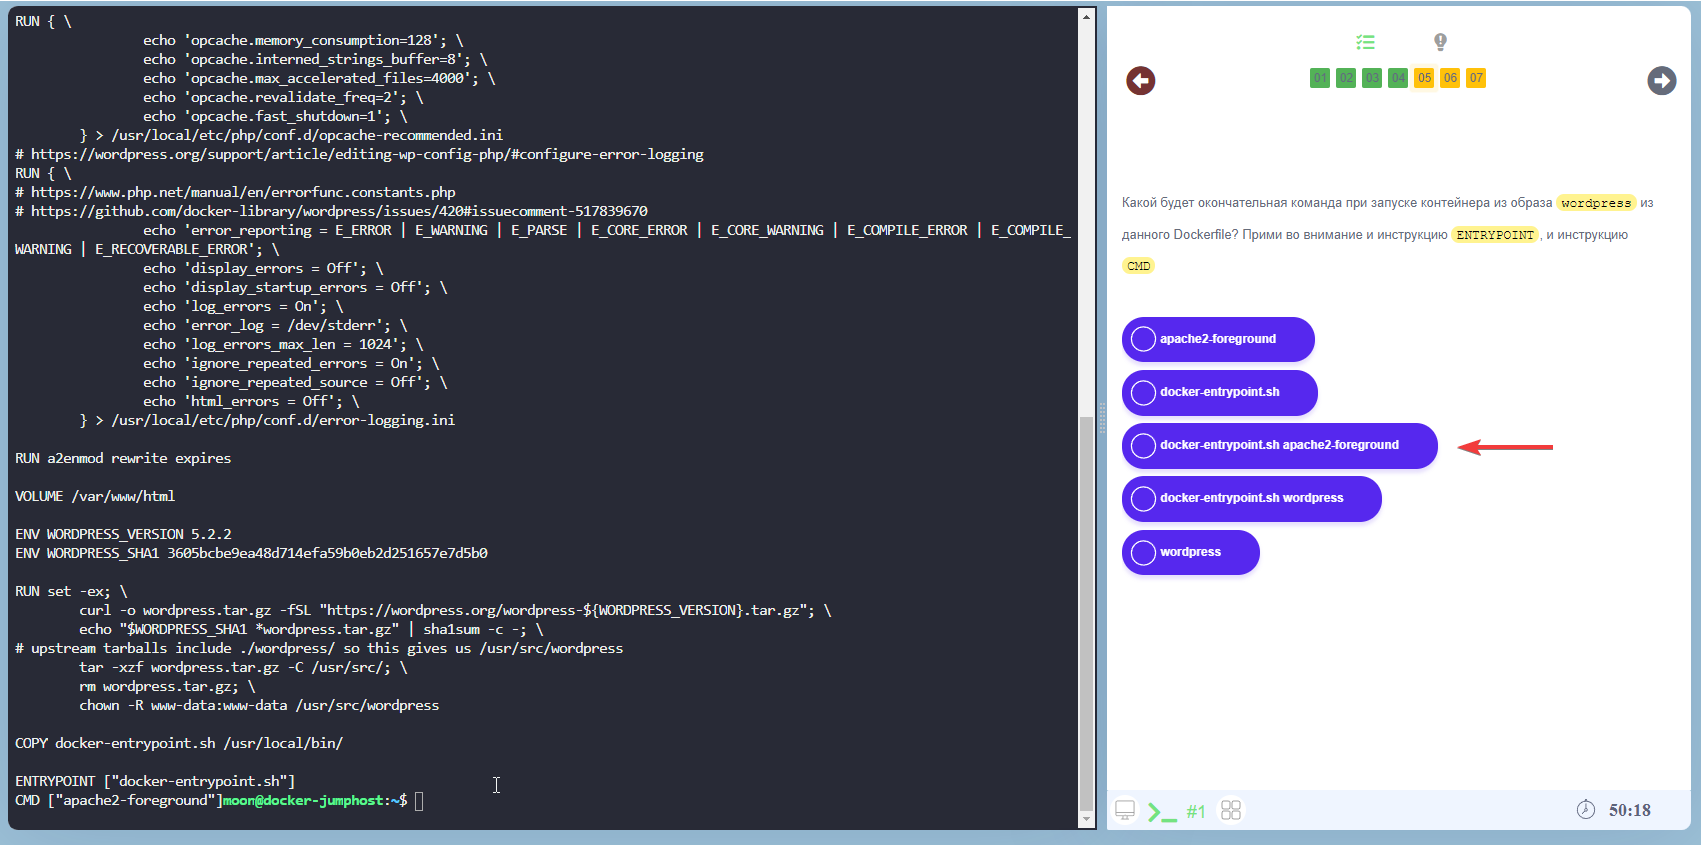 RUN { \
echo 'opcache.memory_consumption=128'; \
echo 'opcache.interned_strings_buffer=8'; \
echo 'opcache.max_accelerated_files=4000'; \
echo 'opcache.revalidate_freq=2'; \
echo 'opcache.fast_shutdown=1'; \
} > /usr/local/etc/php/conf.d/opcache-recommended.ini
# https://wordpress.org/support/article/editing-wp-config-php/#configure-error-logging
RUN { \
# https://www.php.net/manual/en/errorfunc.constants.php
# https://github.com/docker-library/wordpress/issues/420#issuecomment-517839670
echo 'error_reporting = E_ERROR | E_WARNING | E_PARSE | E_CORE_ERROR | E_CORE_WARNING | E_COMPILE_ERROR | E_COMPILE_
WARNING | E_RECOVERABLE_ERROR'; \
echo 'display_errors = Off'; \
echo 'display_startup_errors = Off'; \
echo 'log_errors = On'; \
echo 'error_log = /dev/stderr'; \
echo 'log_errors_max_len = 1024'; \
echo 'ignore_repeated_errors = On'; \
echo 'ignore_repeated_source = Off'; \
echo 'html_errors = Off'; \
} > /usr/local/etc/php/conf.d/error-logging.ini
RUN a2enmod rewrite expires
VOLUME /var/www/html
ENV WORDPRESS_VERSION 5.2.2
ENV WORDPRESS_SHA1 3605bcbe9ea48d714efa59b0eb2d251657e7d5b0
RUN set -ex; \
curl -o wordpress.tar.gz -fSL "https://wordpress.org/wordpress-${WORDPRESS_VERSION}.tar.gz"; \
echo "$WORDPRESS_SHA1 *wordpress.tar.gz" | sha1sum -c -; \
# upstream tarballs include ./wordpress/ so this gives us /usr/src/wordpress
tar -xzf wordpress.tar.gz -C /usr/src/; \
rm wordpress.tar.gz; \
chown -R www-data:www-data /usr/src/wordpress
COPY docker-entrypoint.sh /usr/local/bin/
ENTRYPOINT ["docker-entrypoint.sh"]
CMD ["apache2-foreground"]moon@docker-jumphost:~$
01 02 03 04 05 06 07
Какой будет окончательная команда при запуске контейнера из образа wordpress из
данного Dockerfile? Прими во внимание и инструкцию ENTRYPOINT, и инструкцию
CMD
apache2-foreground
docker-entrypoint.sh
docker-entrypoint.sh apache2-foreground
docker-entrypoint.sh wordpress
wordpress
#1
50:18